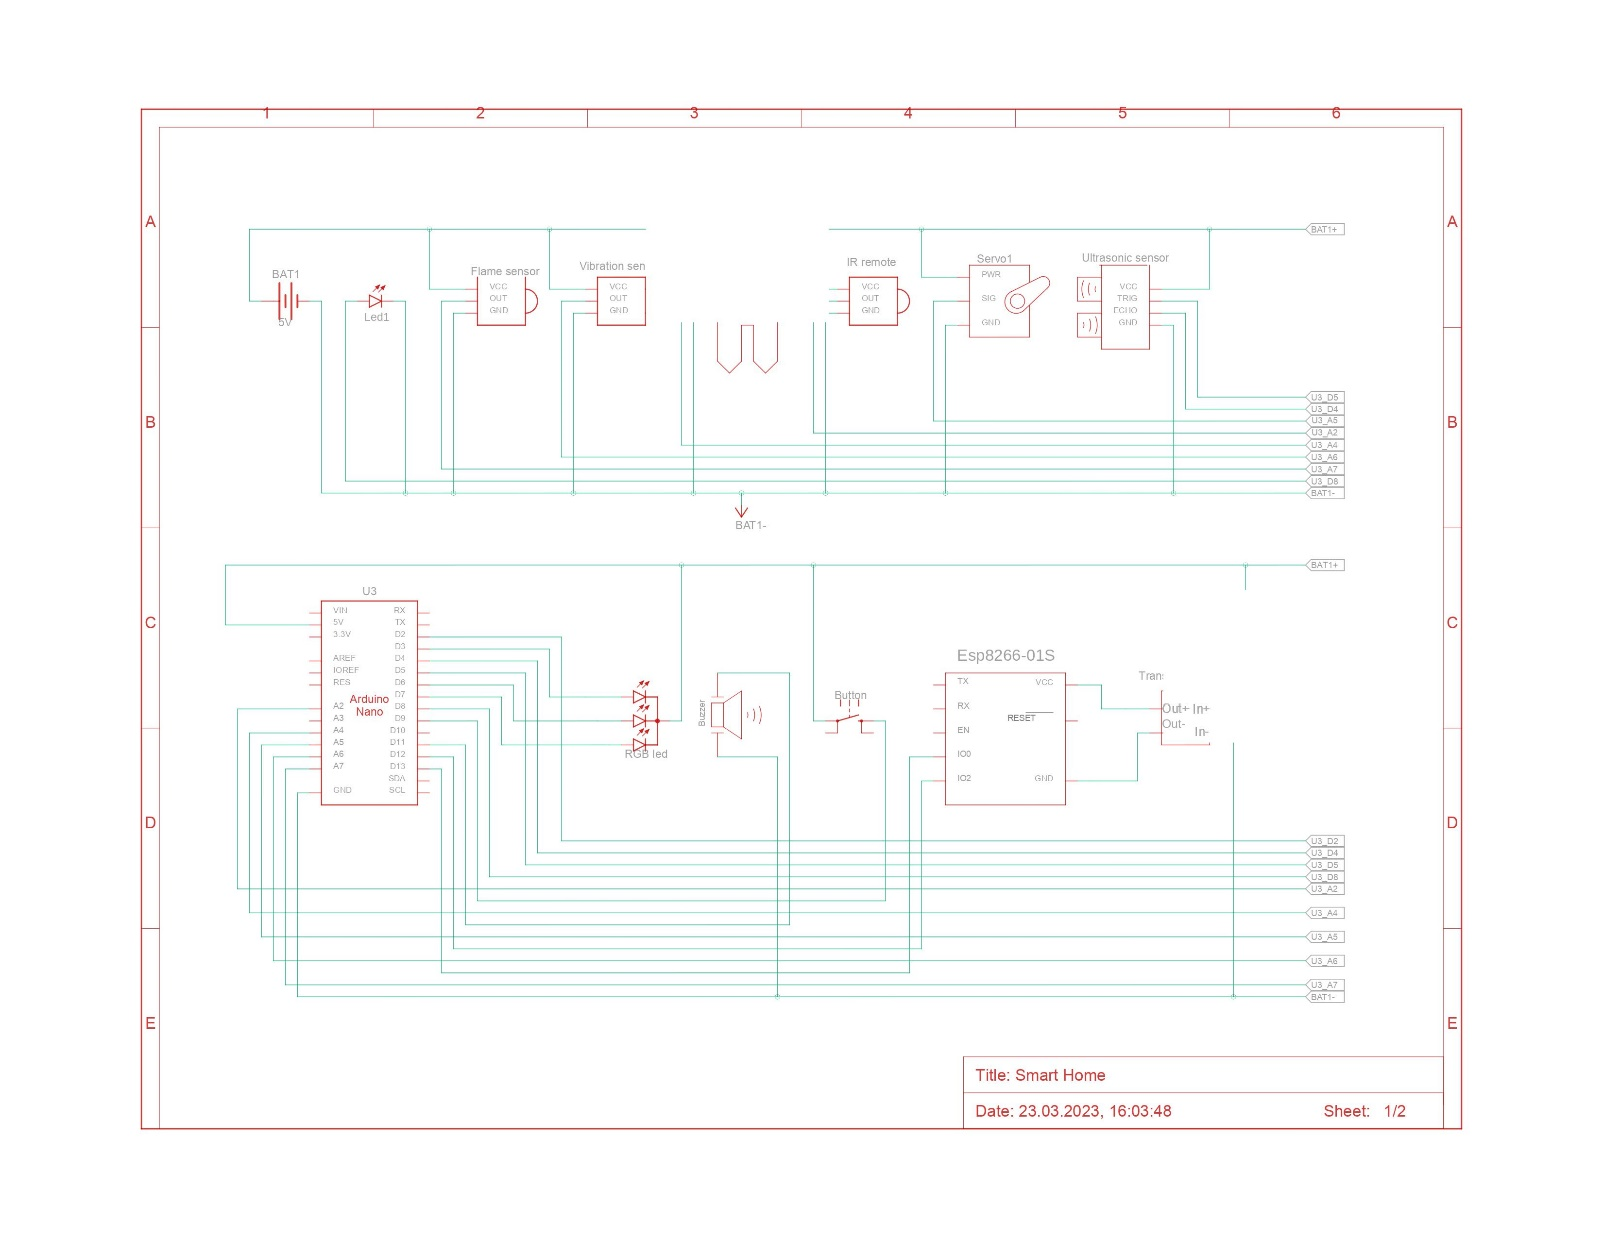 1 2 3 4 5 6
A A
BAT1+
IR remote
Servo1
Ultrasonic sensor
BAT1
Flame sensor
Vibration sen
VCC
OUT
GND
VCC
OUT
GND
VCC
OUT
GND
PWR
SIG
GND
VCC
TRIG
ECHO
GND
5V
Led1
U3_D5
U3_D4
U3_A5
U3_A2
U3_A4
U3_A6
U3_A7
U3_D8
BAT1-
B B
BAT1-
BAT1+
U3
C C
VIN RX
5V TX
3.3V D2
D3
AREF D4
IOREF D5
RES D6
D7
Arduino
Nano
A2 D8
A3 D9
A4 D10
A5 D11
A6 D12
A7 D13
SDA
GND SCL
RGB led
Buzzer
Button
Esp8266-01S
TX VCC
RX
RESET
EN
IO0
IO2 GND
Tran
Out+ In+
Out-
In-
D D
U3_D2
U3_D4
U3_D5
U3_D8
U3_A2
U3_A4
U3_A5
U3_A6
U3_A7
BAT1-
E E
Title: Smart Home
Date: 23.03.2023, 16:03:48 Sheet: 1/2